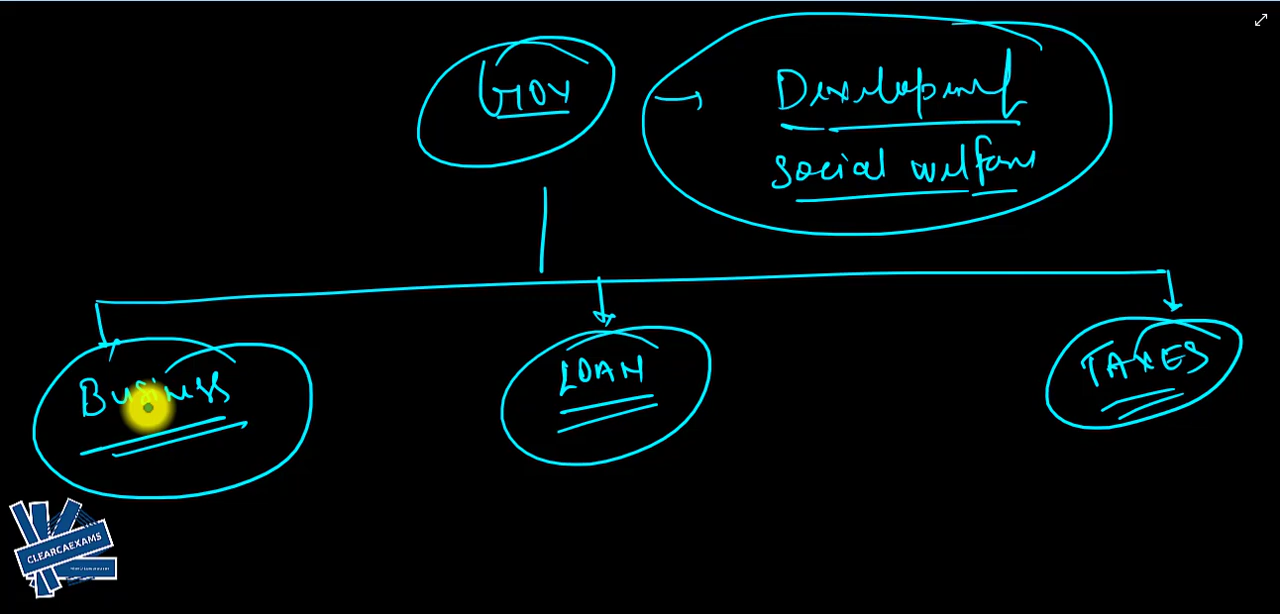 GOV
Development
social welfare
Business
LOAN
TAXES
CLEARCAEXAMS